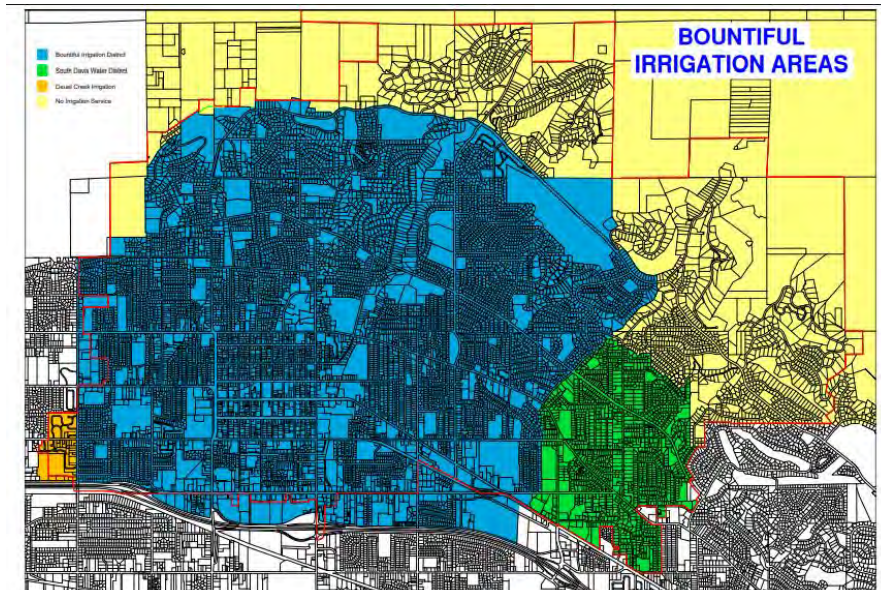 BOUNTIFUL
IRRIGATION AREAS
Bountiful Irrigation District
South Davis Water District
Deuel Creek Irrigation
No Irrigation Service